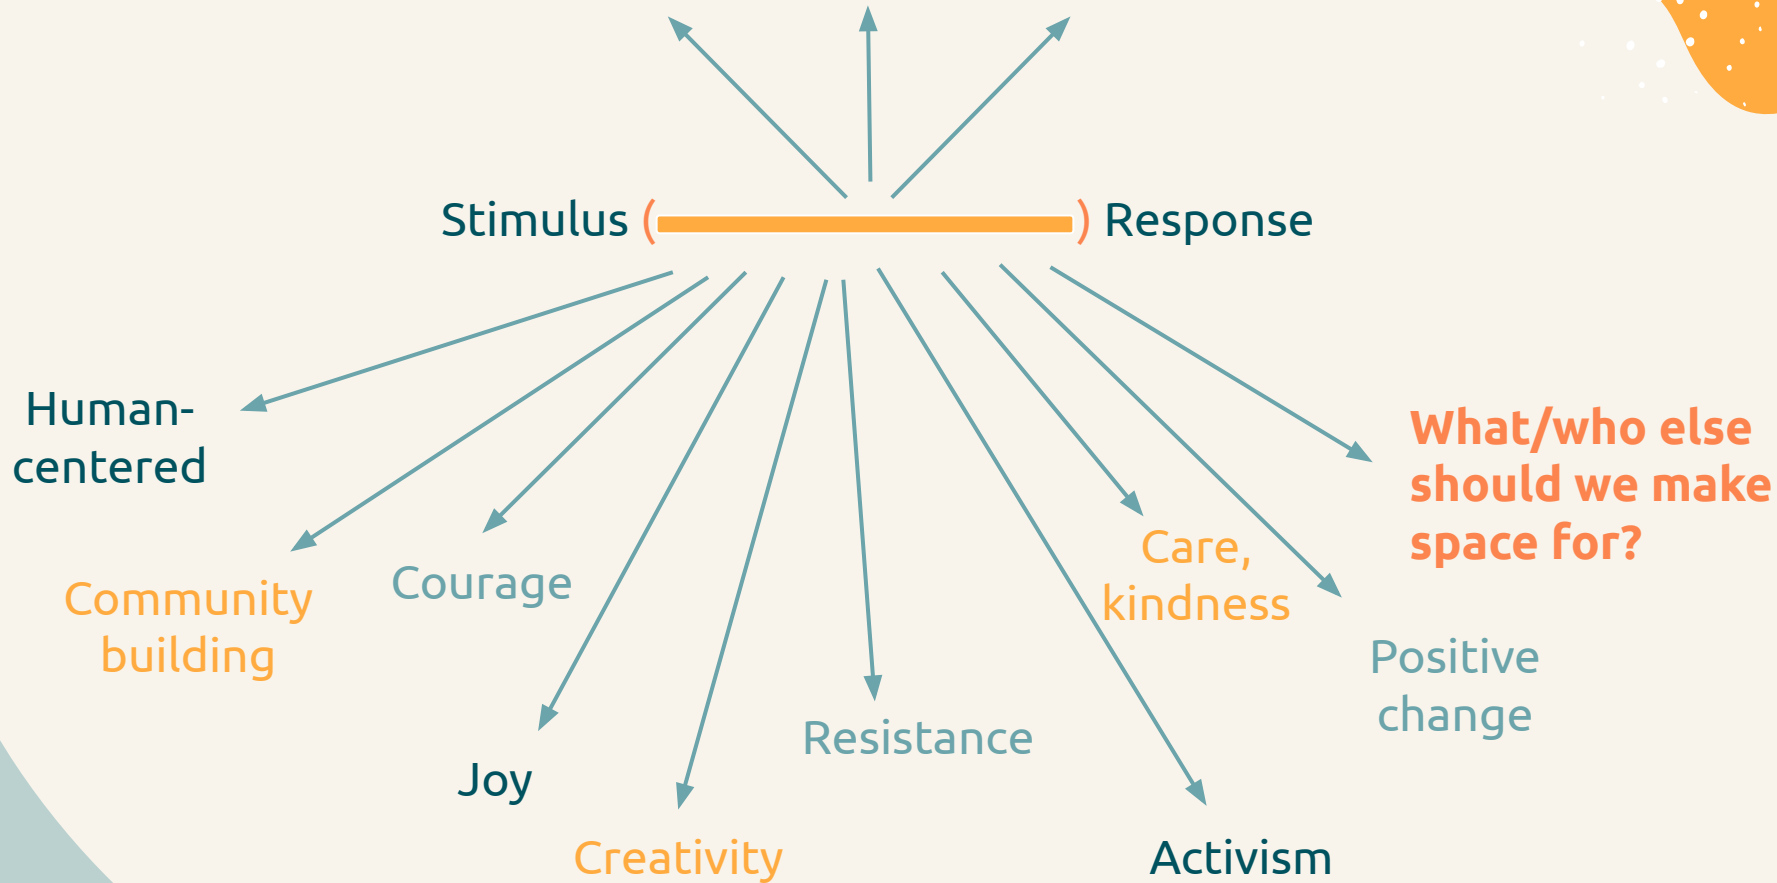 Stimulus ( ) Response
Human-
centered
Community
building
Courage
Joy
Creativity
Resistance
Activism
Care,
kindness
Positive
change
What/who else
should we make
space for?